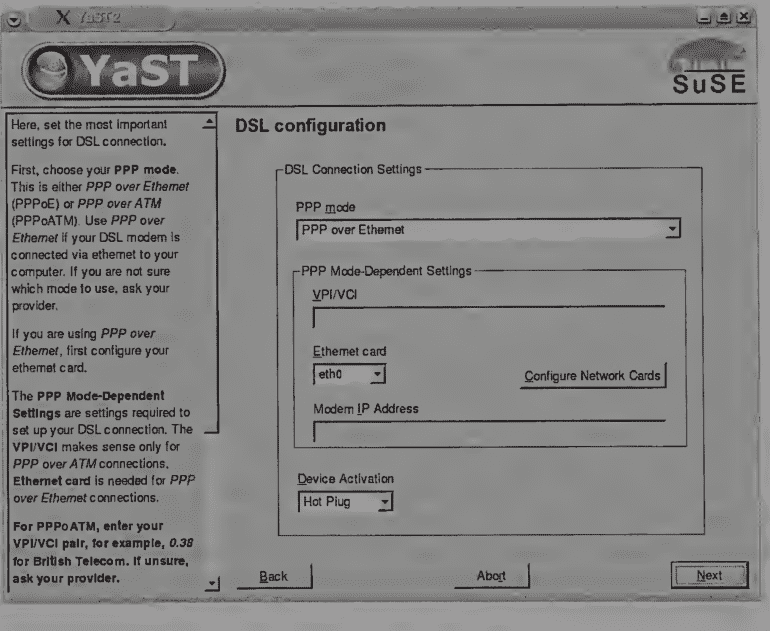 YaST2
YaST
SuSE
Here, set the most important
settings for DSL connection.
First, choose your PPP mode.
This is either PPP over Ethernet
(PPPoE) or PPP over ATM
(PPPoATM). Use PPP over
Ethernet if your DSL modem is
connected via ethernet to your
computer. If you are not sure
which mode to use, ask your
provider.
If you are using PPP over
Ethernet, first configure your
ethernet card.
The PPP Mode-Dependent
Settings are settings required to
set up your DSL connection. The
VPI/VCI makes sense only for
PPP over ATM connections,
Ethernet card is needed for PPP
over Ethernet connections.
For PPPoATM, enter your
VPI/VCI pair, for example, 0.38
for British Telecom. If unsure,
ask your provider.
DSL configuration
DSL Connection Settings
PPP mode
PPP over Ethernet
PPP Mode-Dependent Settings
VPI/VCI
Ethernet card
eth0
Configure Network Cards
Modem IP Address
Device Activation
Hot Plug
Back
Abort
Next